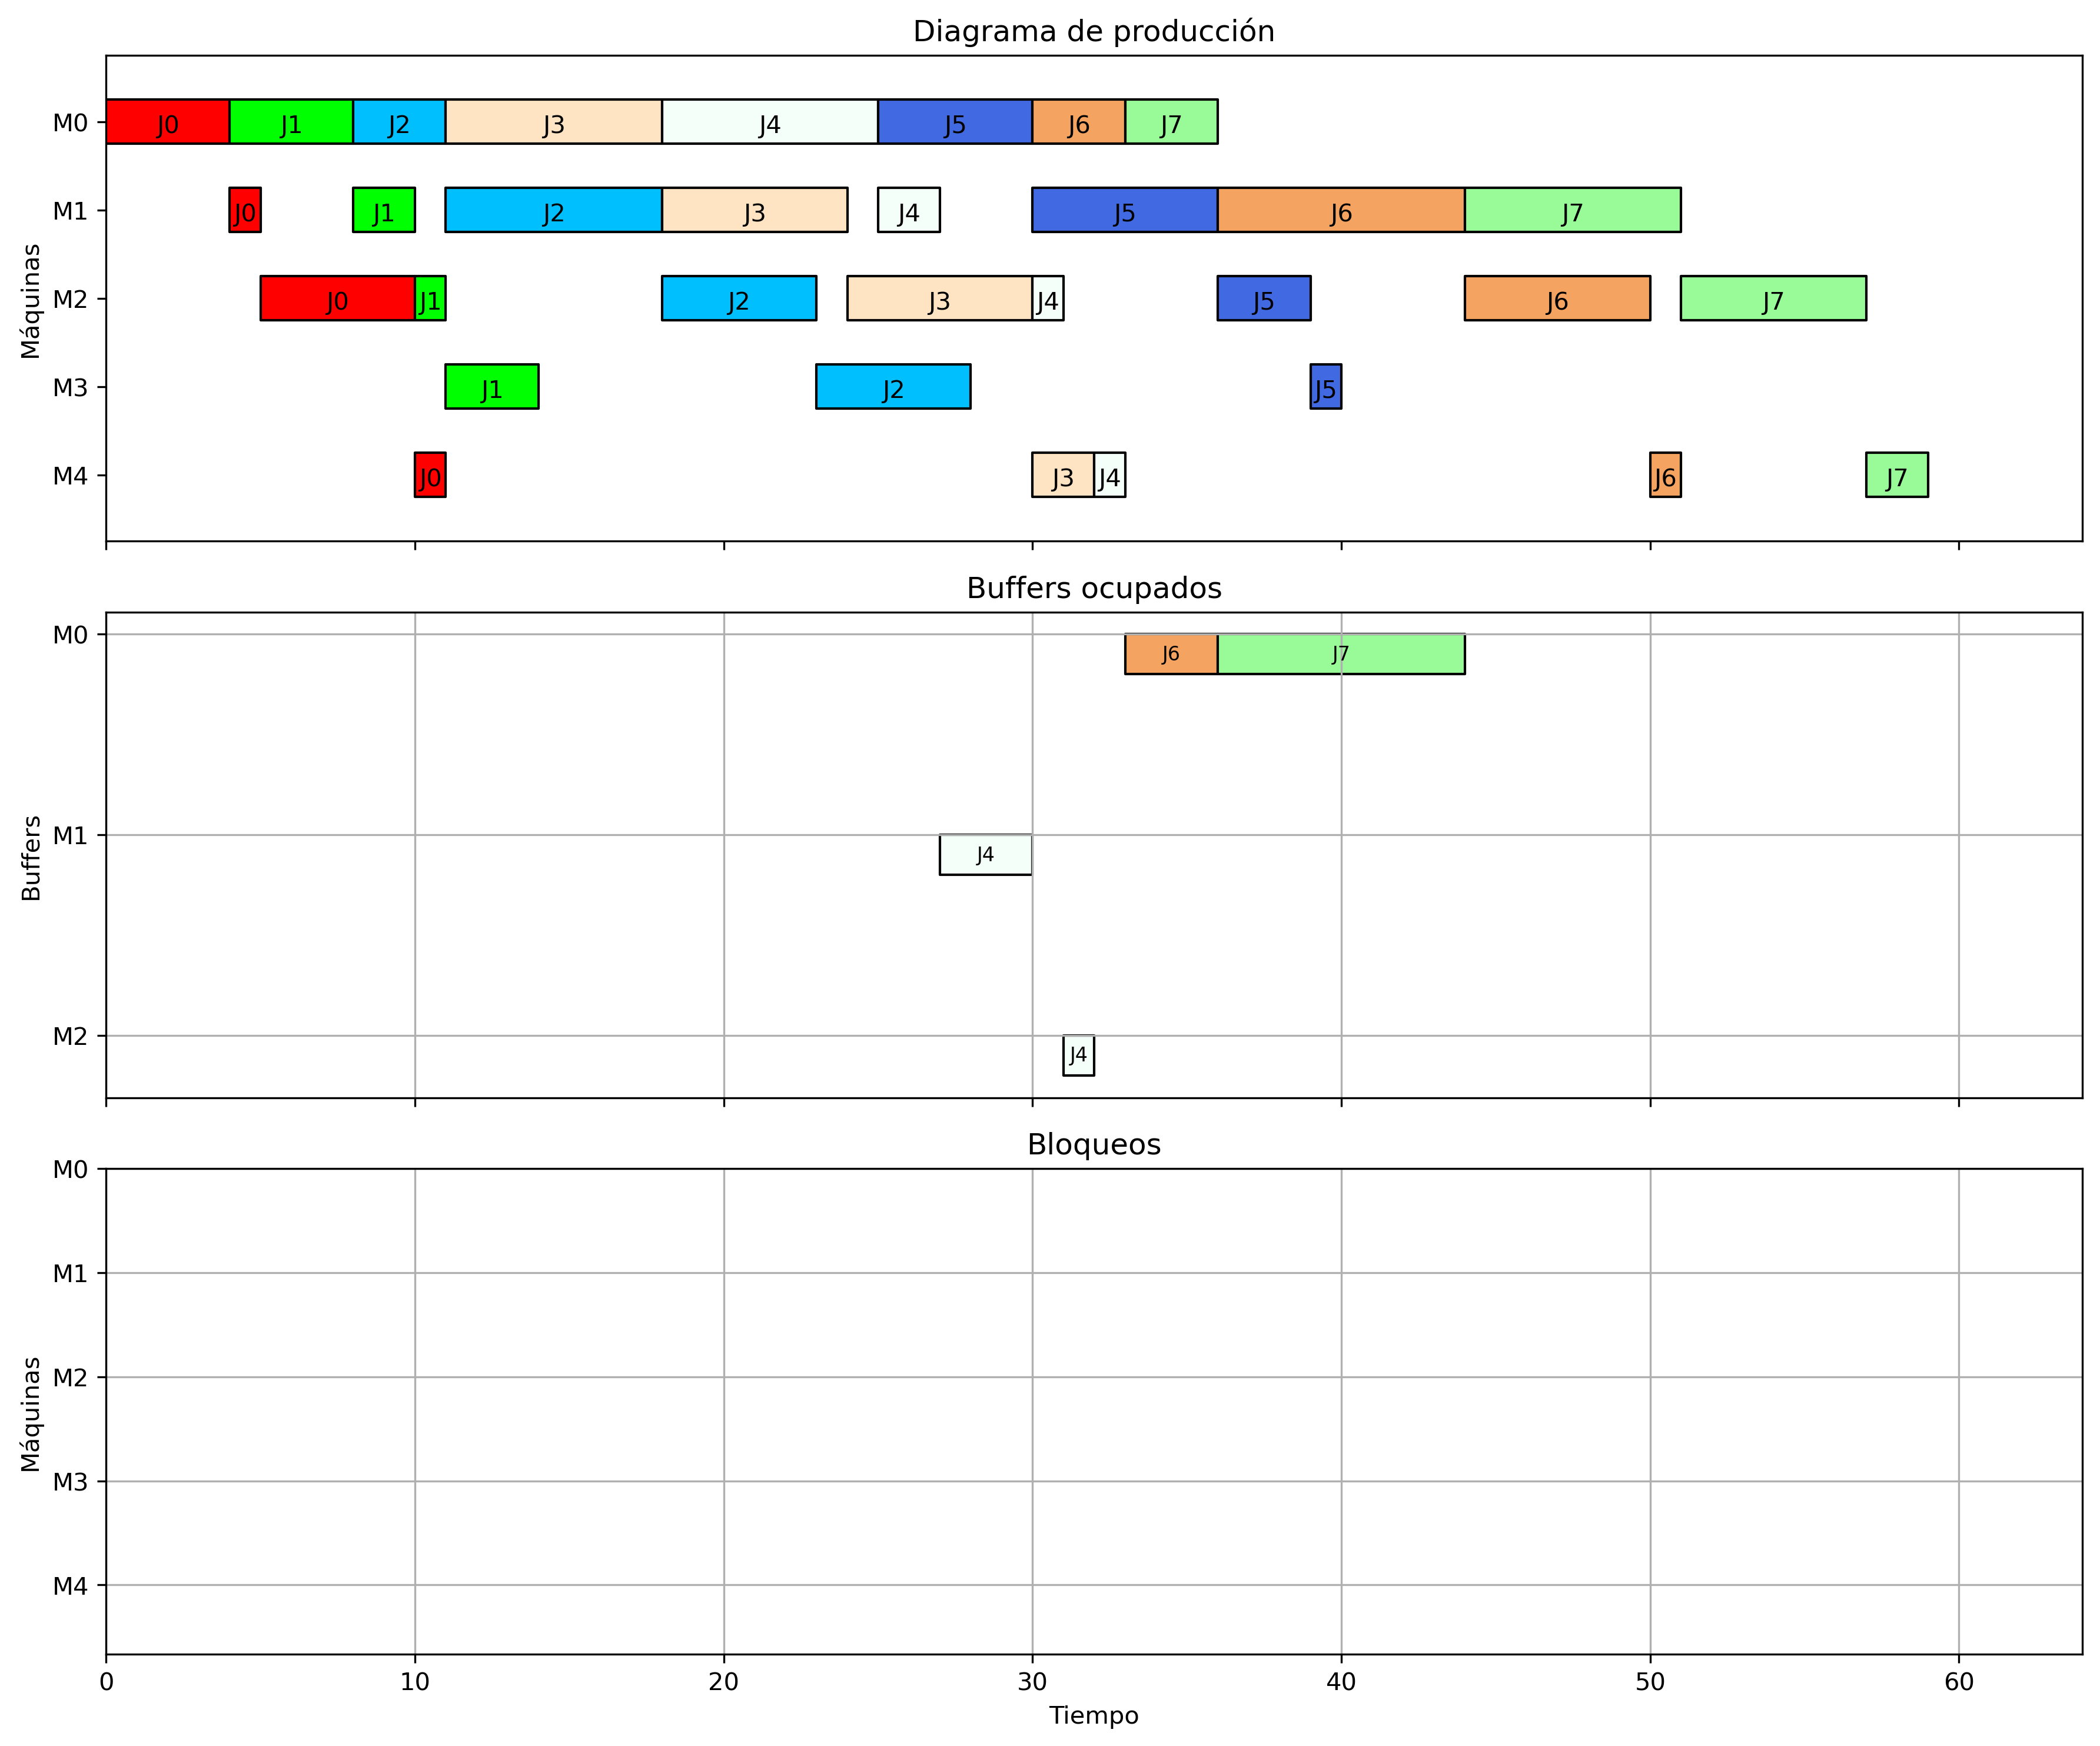 Diagrama de producción
Máquinas
M0 J0 J1 J2 J3 J4 J5 J6 J7
M1 J0 J1 J2 J3 J4 J5 J6 J7
M2 J0 J1 J2 J3 J4 J5 J6 J7
M3 J1 J2 J5
M4 J0 J3 J4 J6 J7
Buffers ocupados
Buffers
M0 J6 J7
M1 J4
M2 J4
Bloqueos
Máquinas
M0
M1
M2
M3
M4
0 10 20 30 40 50 60
Tiempo